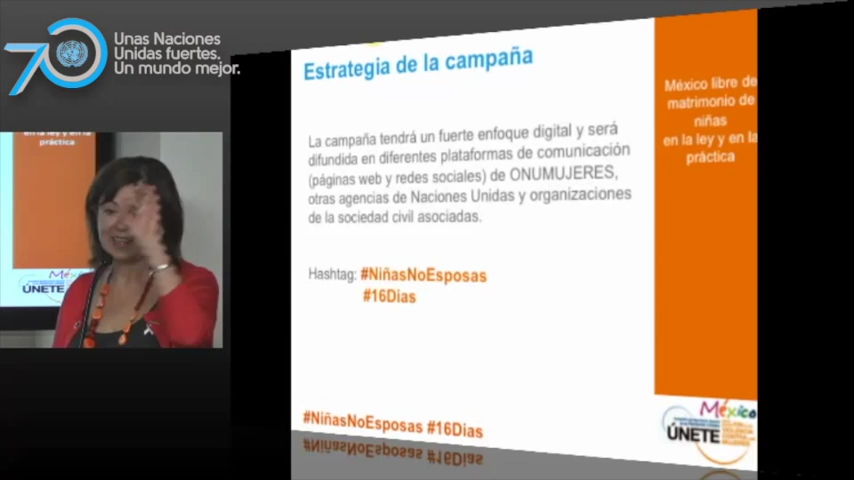 70
Unas Naciones
Unidas fuertes.
Un mundo mejor.
Estrategia de la campaña
La campaña tendrá un fuerte enfoque digital y será
difundida en diferentes plataformas de comunicación
(páginas web y redes sociales) de ONUMUJERES,
otras agencias de Naciones Unidas y organizaciones
de la sociedad civil asociadas.
Hashtag: #NiñasNoEsposas
#16Dias
#NiñasNoEsposas #16Dias
México libre de
matrimonio de
niñas
en la ley y en la
práctica
México
ÚNETE
en la ley y en la
práctica
México
ÚNETE